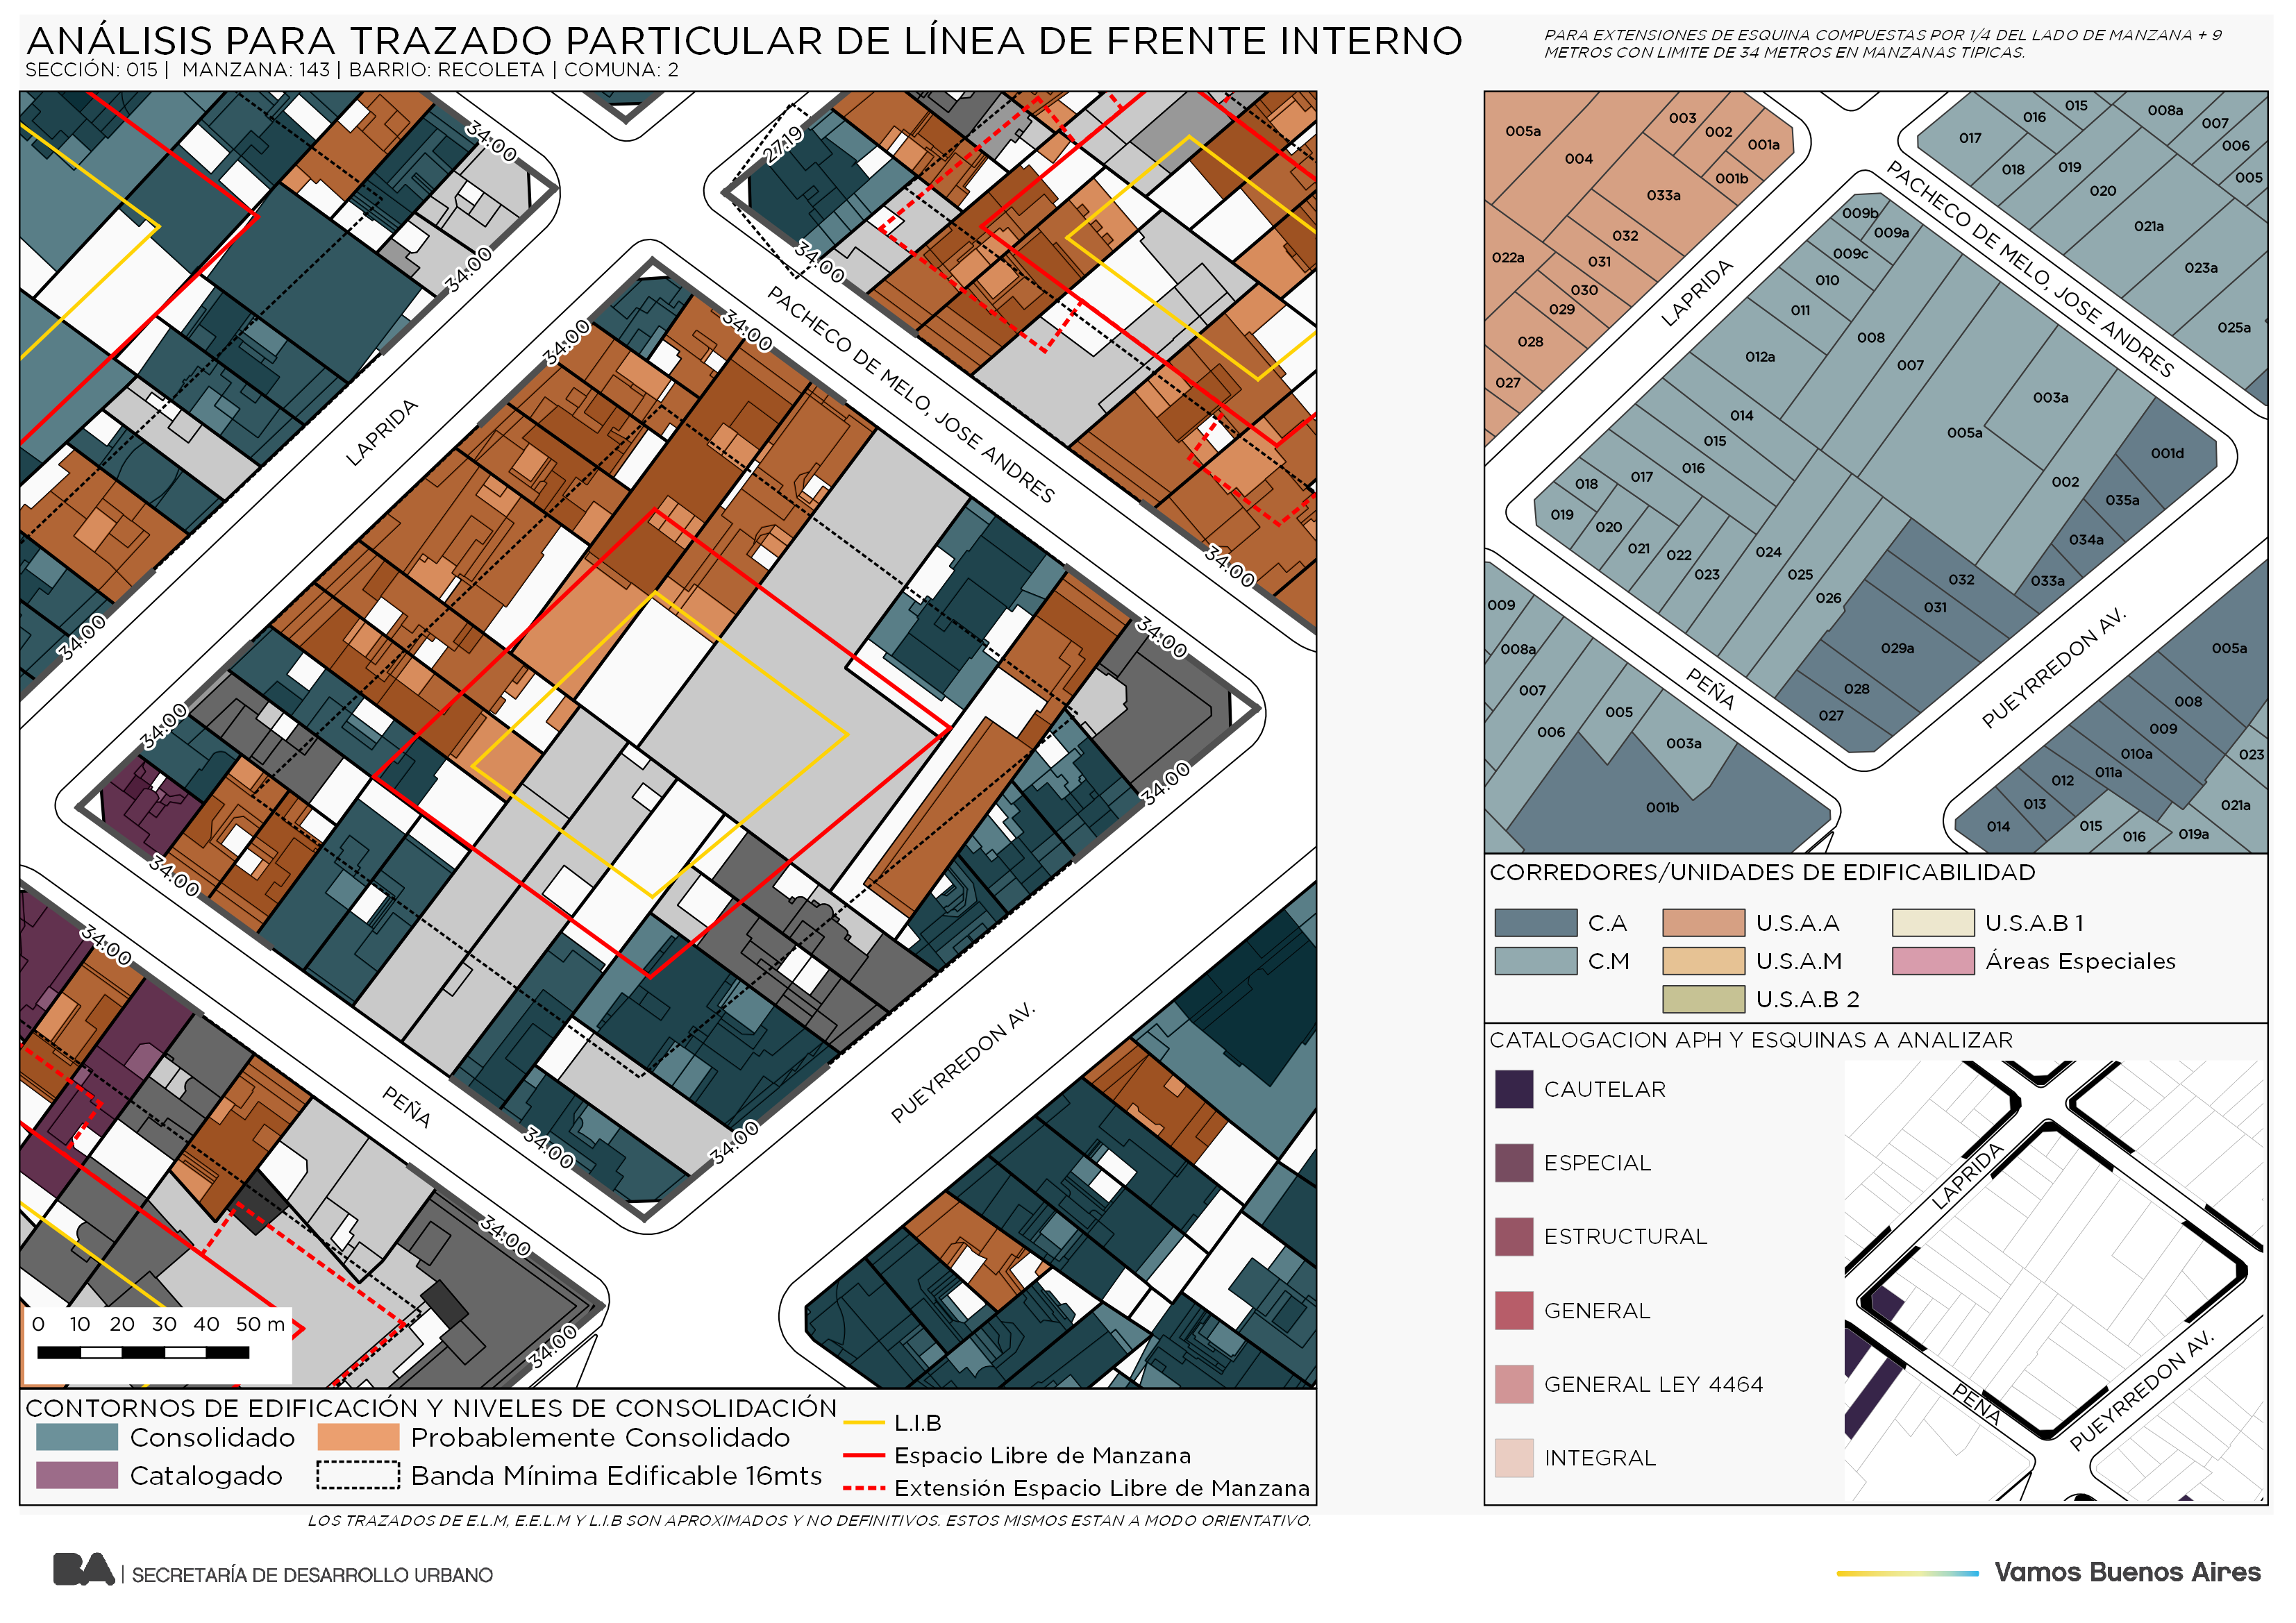 ANÁLISIS PARA TRAZADO PARTICULAR DE LÍNEA DE FRENTE INTERNO
SECCIÓN: 015 | MANZANA: 143 | BARRIO: RECOLETA | COMUNA: 2
PARA EXTENSIONES DE ESQUINA COMPUESTAS POR 1/4 DEL LADO DE MANZANA + 9
METROS CON LIMITE DE 34 METROS EN MANZANAS TIPICAS.
34.00
27.19
34.00
34.00
34.00
34.00
PACHECO DE MELO, JOSE ANDRES
LAPRIDA
34.00
34.00
34.00
34.00
34.00
34.00
34.00
PEÑA
PUEYRREDON AV.
34.00
34.00
34.00
34.00
0 10 20 30 40 50 m
CONTORNOS DE EDIFICACIÓN Y NIVELES DE CONSOLIDACIÓN
Consolidado
Probablemente Consolidado
Catalogado
Banda Mínima Edificable 16mts
L.I.B
Espacio Libre de Manzana
Extensión Espacio Libre de Manzana
LOS TRAZADOS DE E.L.M, E.E.L.M Y L.I.B SON APROXIMADOS Y NO DEFINITIVOS. ESTOS MISMOS ESTAN A MODO ORIENTATIVO.
005a
004
003
002
001a
001b
033a
032
031
030
029
028
027
022a
017
016
015
008a
007
006
005
018
019
020
021a
023a
025a
PACHECO DE MELO, JOSE ANDRES
LAPRIDA
009b
009a
009c
010
011
012a
008
007
003a
005a
014
015
016
017
018
019
020
021
022
023
024
025
026
002
001d
035a
034a
033a
032
031
029a
028
027
PEÑA
PUEYRREDON AV.
009
008a
007
006
005
003a
001b
005a
008
009
010a
011a
012
013
014
015
016
019a
021a
023
CORREDORES/UNIDADES DE EDIFICABILIDAD
C.A
U.S.A.A
U.S.A.B 1
C.M
U.S.A.M
Áreas Especiales
U.S.A.B 2
CATALOGACION APH Y ESQUINAS A ANALIZAR
CAUTELAR
ESPECIAL
ESTRUCTURAL
GENERAL
GENERAL LEY 4464
INTEGRAL
LAPRIDA
PEÑA
PUEYRREDON AV.
BA | SECRETARÍA DE DESARROLLO URBANO
Vamos Buenos Aires